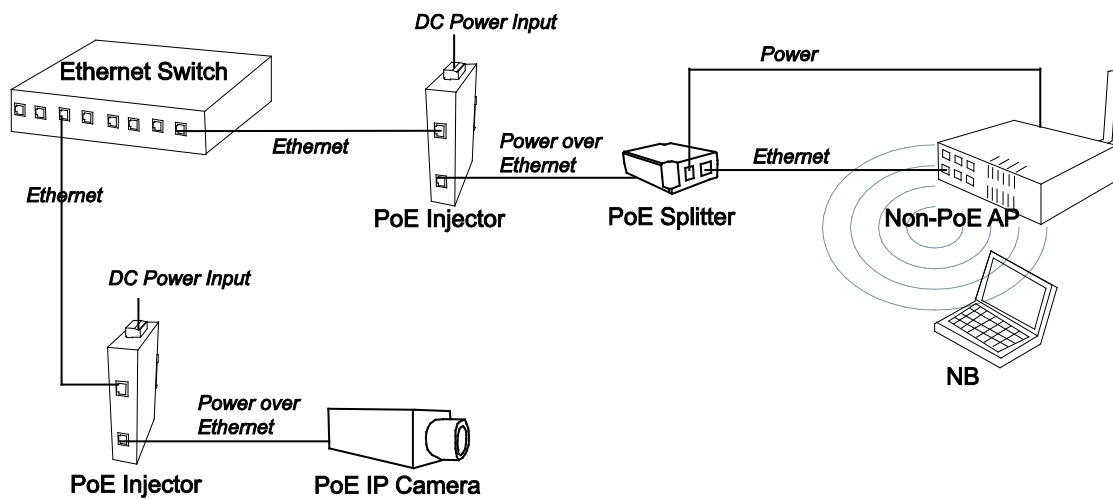 DC Power Input
Ethernet Switch
Power
Ethernet
Power over
Ethernet
Ethernet
Ethernet
PoE Injector
PoE Splitter
Non-PoE AP
DC Power Input
NB
Power over
Ethernet
PoE Injector
PoE IP Camera